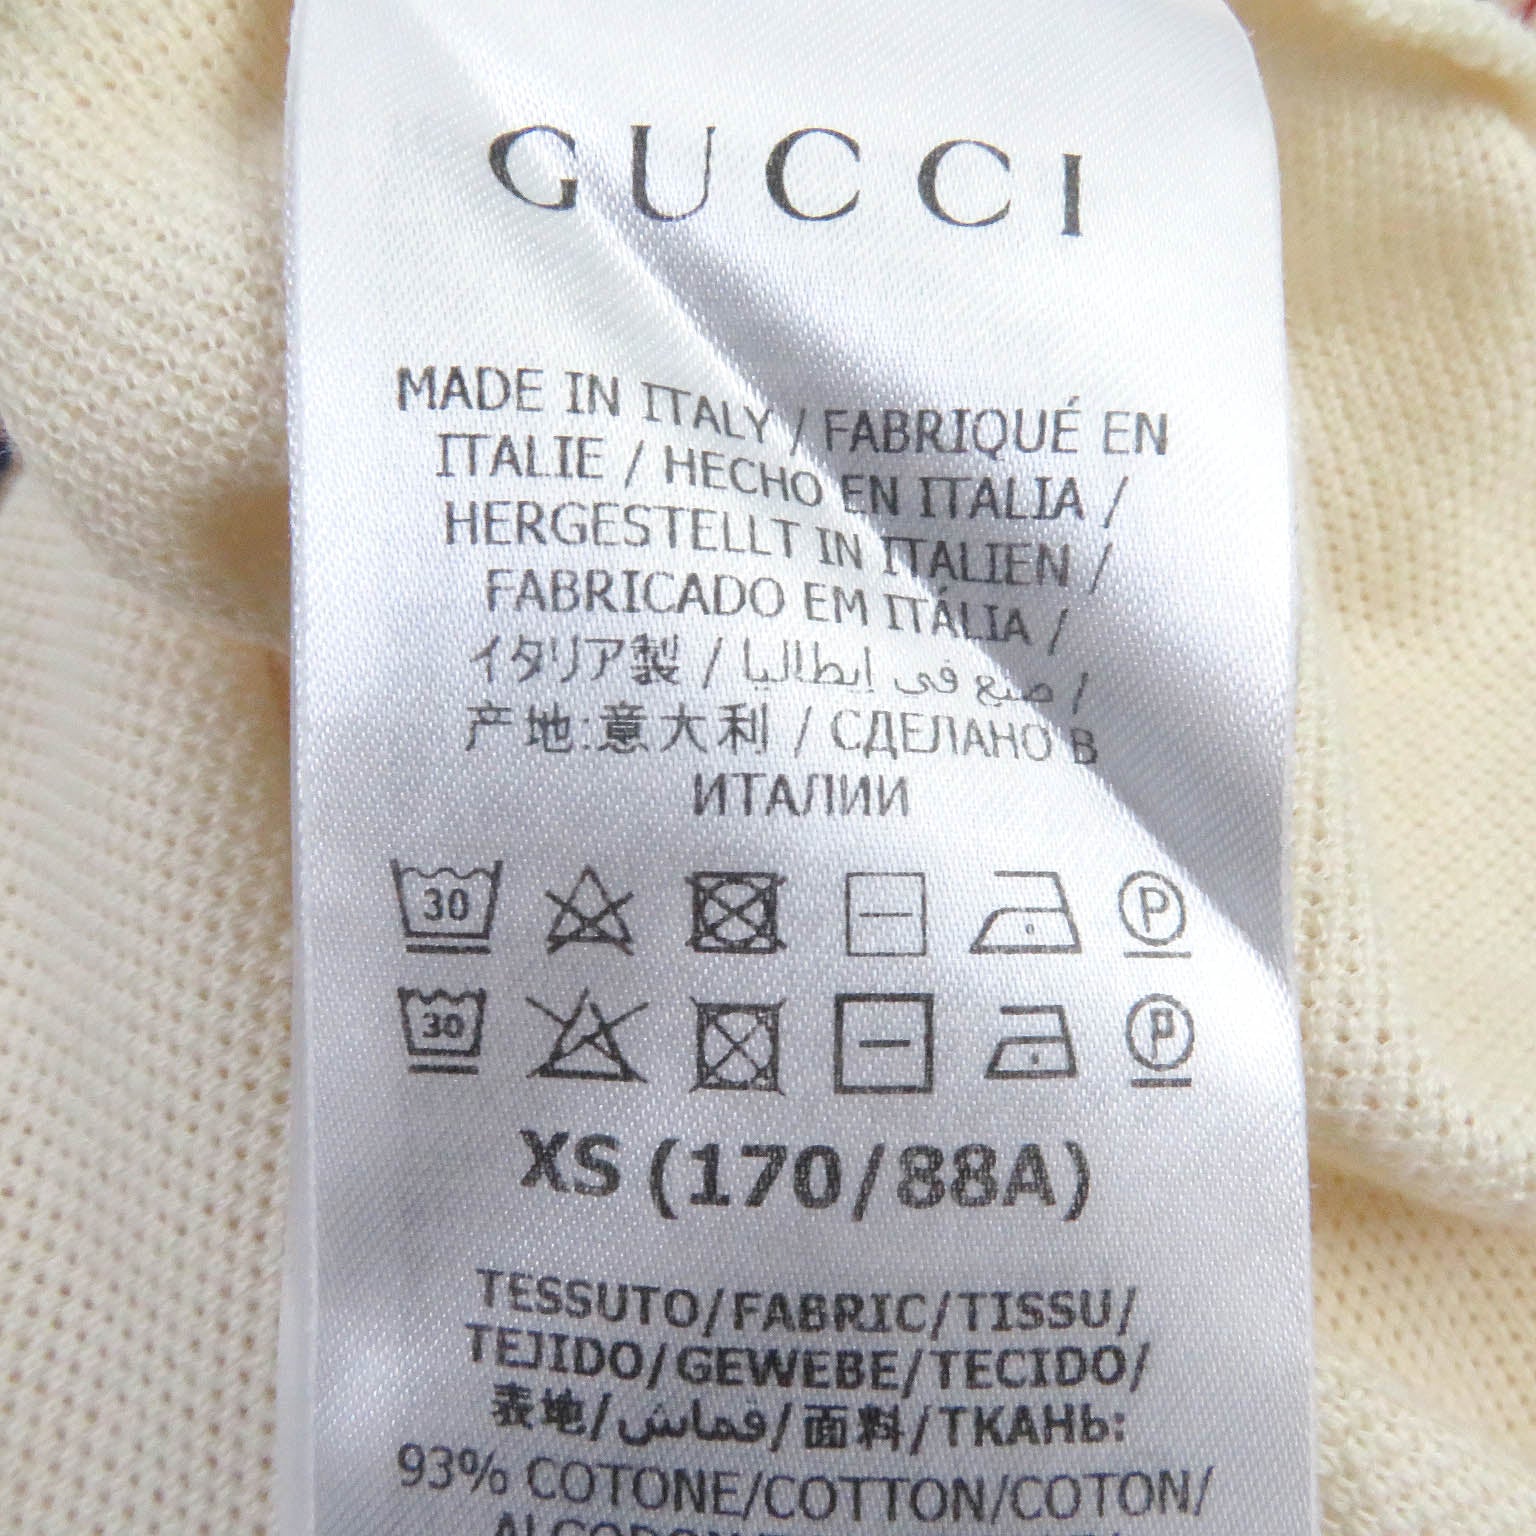 GUCCI
MADE IN ITALY / FABRIQUÉ EN
ITALIE / HECHO EN ITALIA /
HERGESTELLT IN ITALIEN /
FABRICADO EM ITÁLIA /
イタリア製 / صنع في إيطاليا /
产地:意大利 / СДЕЛАНО В
ИТАЛИИ
30 P
30 P
XS (170/88A)
TESSUTO/FABRIC/TISSU/
TEJIDO/GEWEBE/TECIDO/
表地/قماش/面料/ТКАНЬ:
93% COTONE/COTTON/COTON/